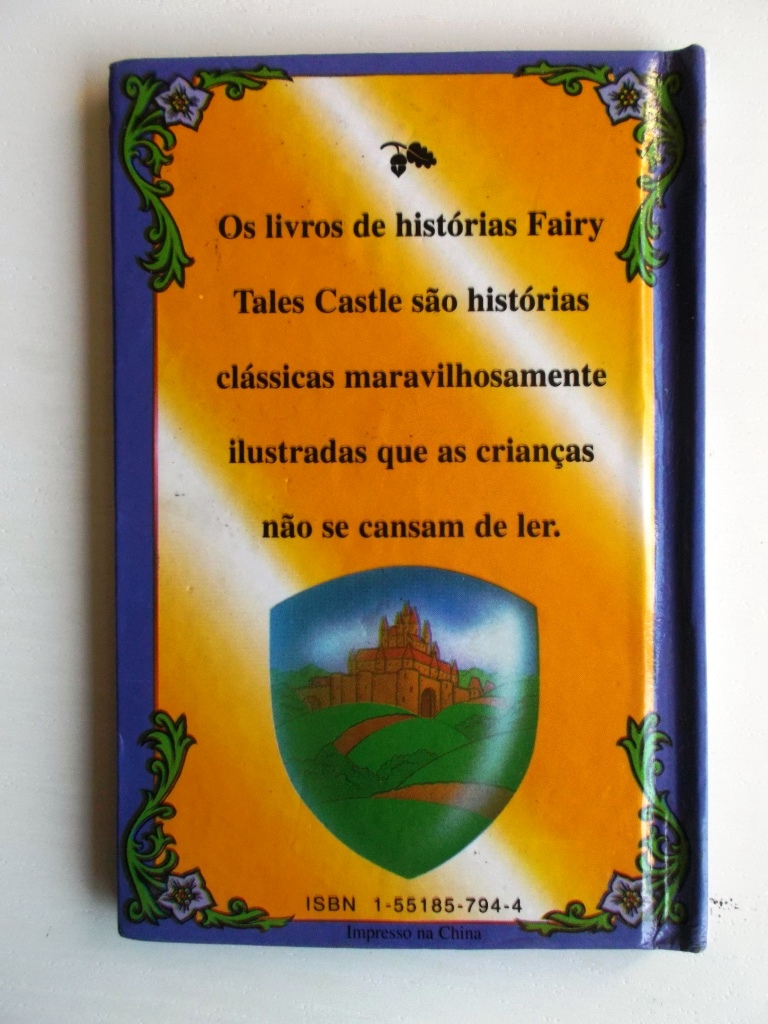 Os livros de histórias Fairy
Tales Castle são histórias
clássicas maravilhosamente
ilustradas que as crianças
não se cansam de ler.
ISBN 1-55185-794-4
Impresso na China